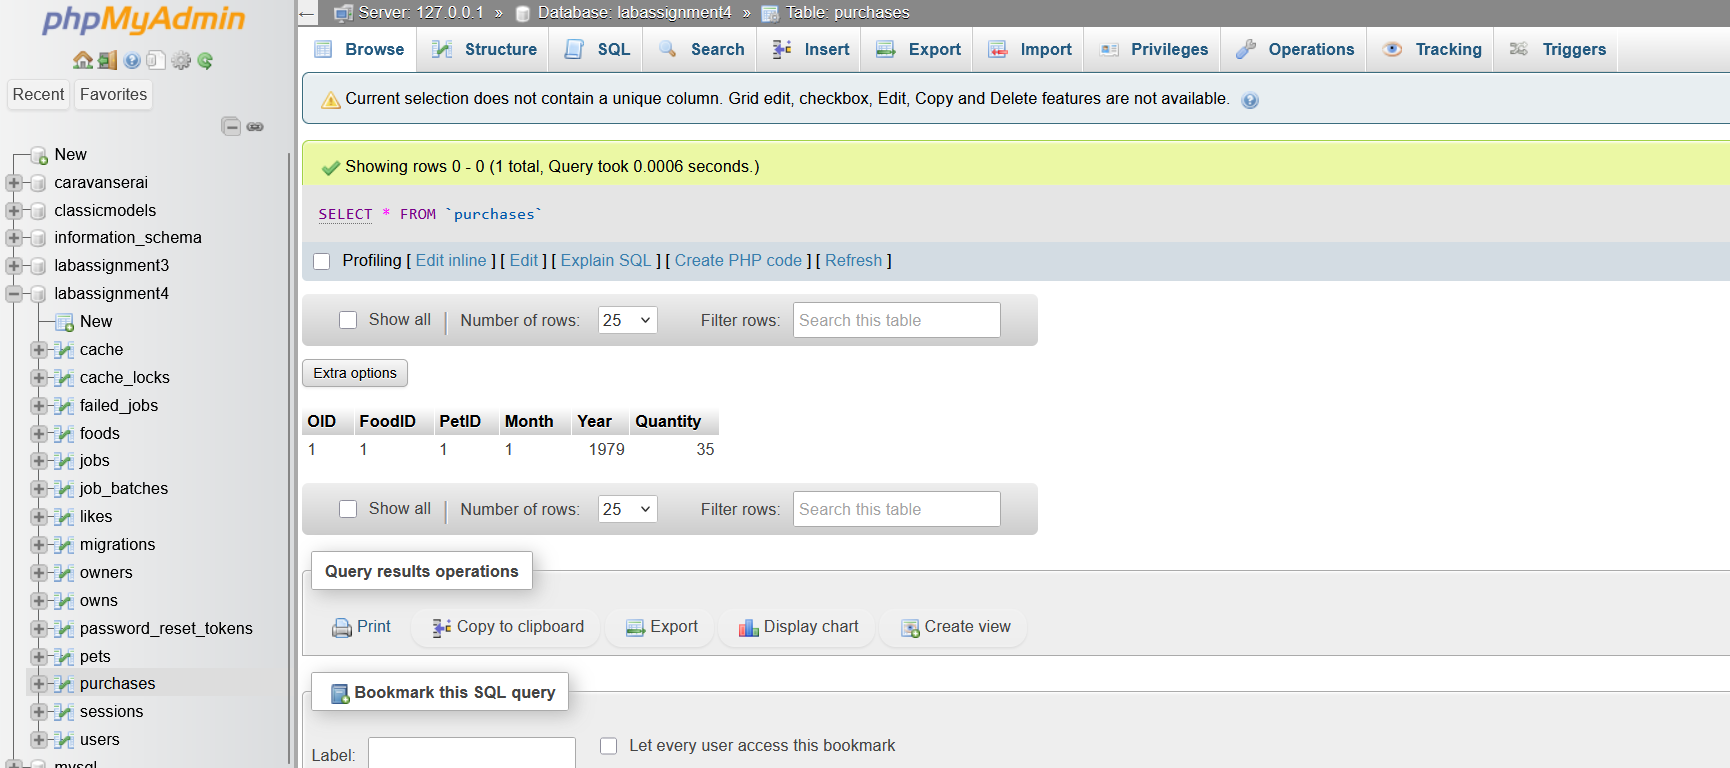 phpMyAdmin
Recent
Favorites
New
caravanserai
classicmodels
information_schema
labassignment3
labassignment4
New
cache
cache_locks
failed_jobs
foods
jobs
job_batches
likes
migrations
owners
owns
password_reset_tokens
pets
purchases
sessions
users
mysql
Server: 127.0.0.1 » Database: labassignment4 » Table: purchases
Browse Structure SQL Search Insert Export Import Privileges Operations Tracking Triggers
Current selection does not contain a unique column. Grid edit, checkbox, Edit, Copy and Delete features are not available.
Showing rows 0 - 0 (1 total, Query took 0.0006 seconds.)
SELECT * FROM `purchases`
Profiling [ Edit inline ] [ Edit ] [ Explain SQL ] [ Create PHP code ] [ Refresh ]
Show all | Number of rows: 25 Filter rows: Search this table
Extra options
OID FoodID PetID Month Year Quantity
1 1 1 1 1979 35
Show all | Number of rows: 25 Filter rows: Search this table
Query results operations
Print Copy to clipboard Export Display chart Create view
Bookmark this SQL query
Label: Let every user access this bookmark